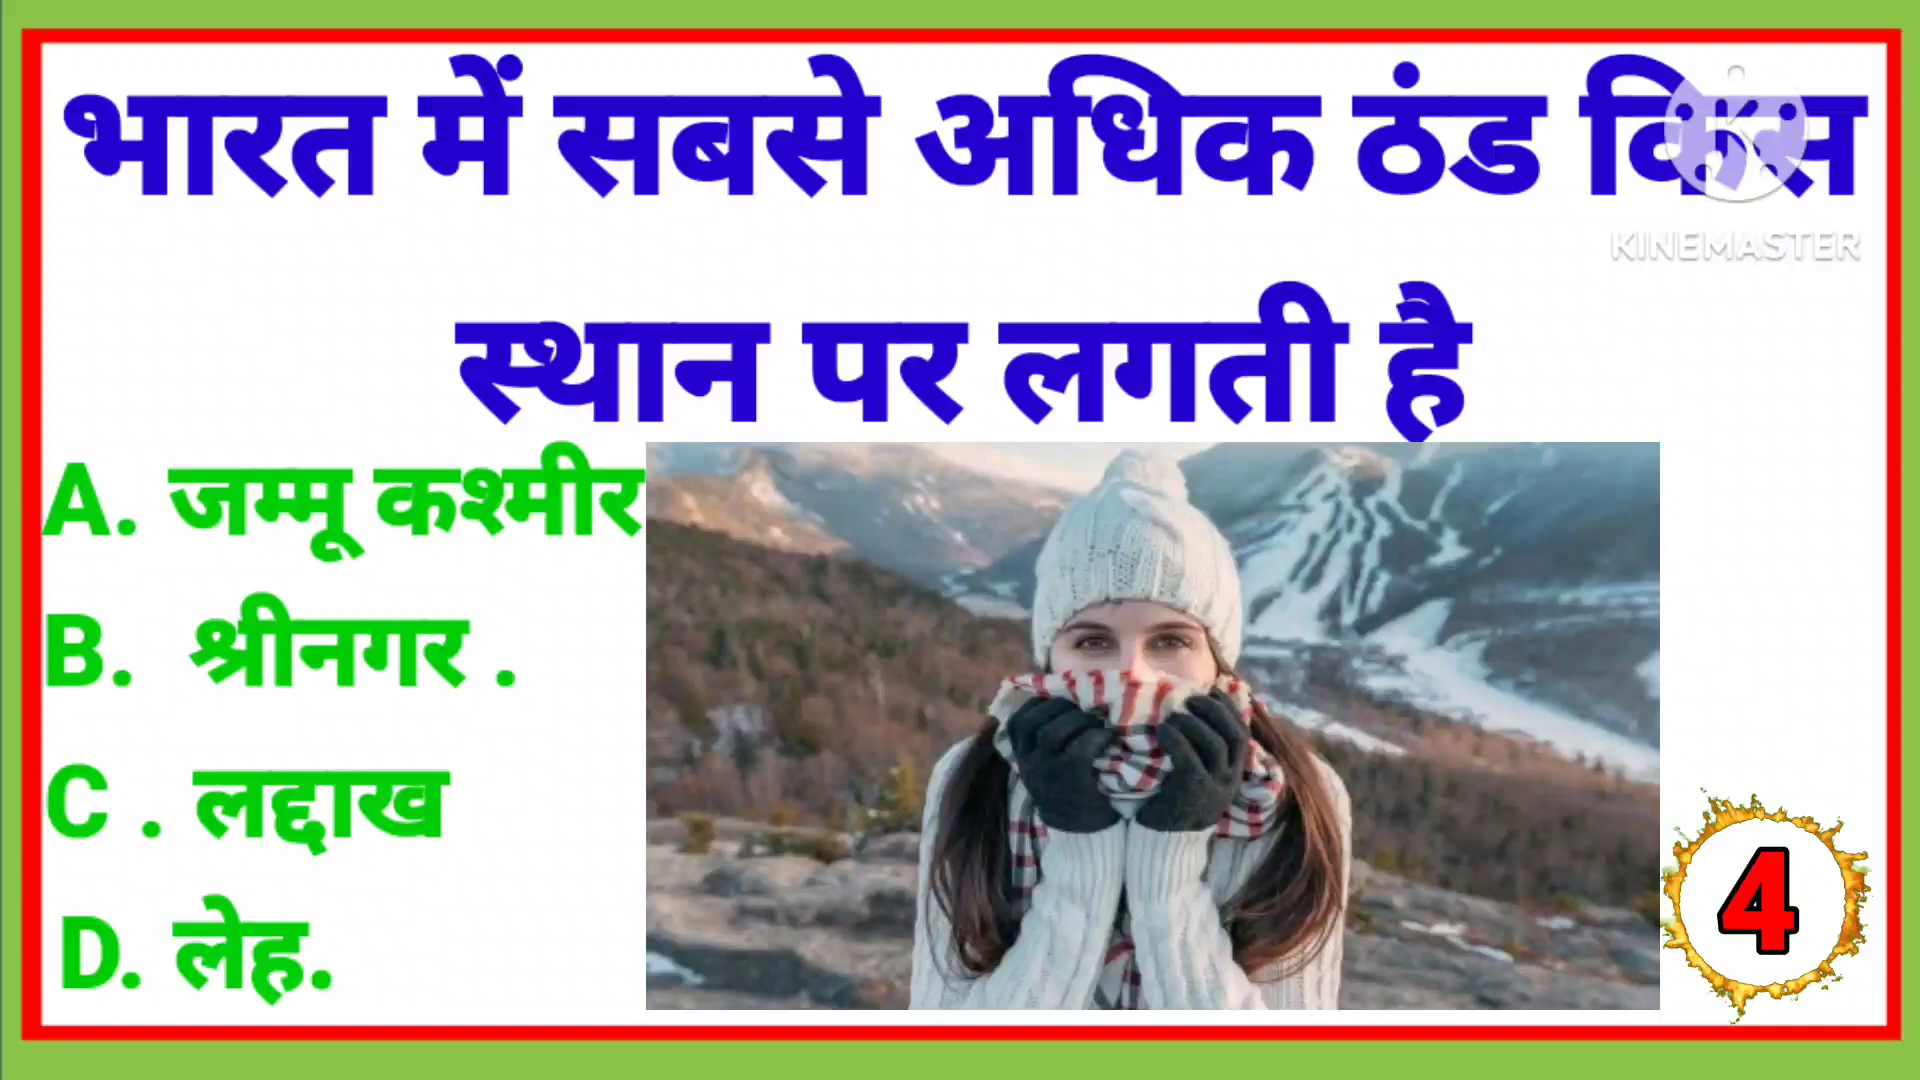 भारत में सबसे अधिक ठंड किस
KINEMASTER
स्थान पर लगती है
A. जम्मू कश्मीर
B. श्रीनगर .
C . लद्दाख
D. लेह.
4